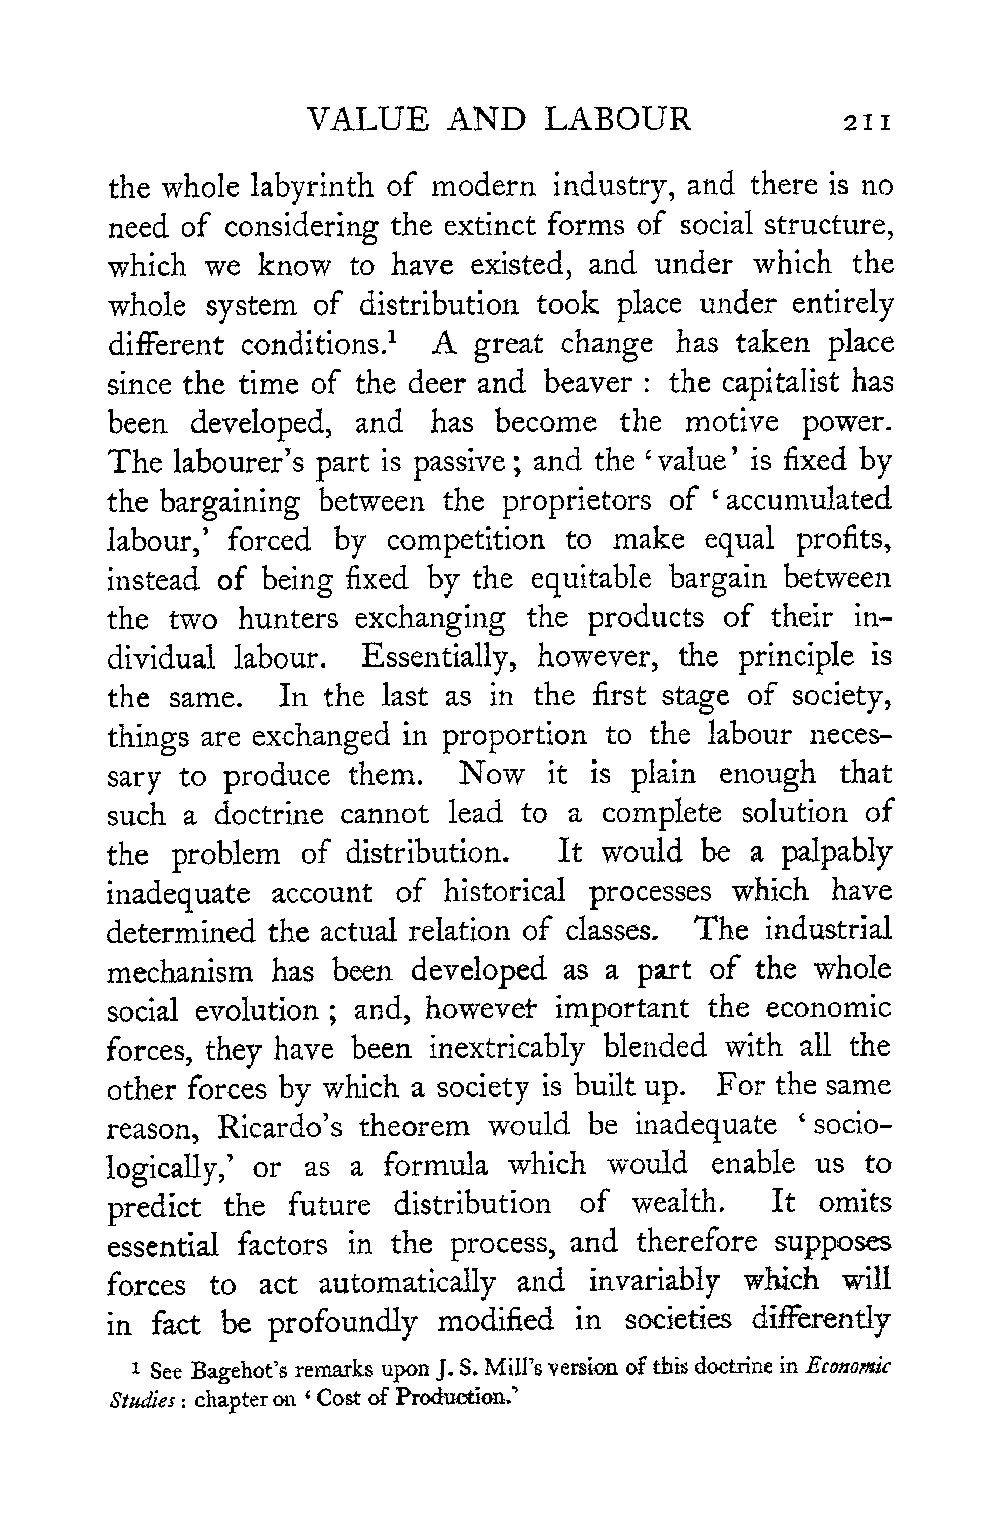 VALUE AND LABOUR 211
the whole labyrinth of modern industry, and there is no
need of considering the extinct forms of social structure,
which we know to have existed, and under which the
whole system of distribution took place under entirely
different conditions.¹ A great change has taken place
since the time of the deer and beaver : the capitalist has
been developed, and has become the motive power.
The labourer's part is passive ; and the ‘value’ is fixed by
the bargaining between the proprietors of ‘accumulated
labour,’ forced by competition to make equal profits,
instead of being fixed by the equitable bargain between
the two hunters exchanging the products of their in-
dividual labour. Essentially, however, the principle is
the same. In the last as in the first stage of society,
things are exchanged in proportion to the labour neces-
sary to produce them. Now it is plain enough that
such a doctrine cannot lead to a complete solution of
the problem of distribution. It would be a palpably
inadequate account of historical processes which have
determined the actual relation of classes. The industrial
mechanism has been developed as a part of the whole
social evolution ; and, however important the economic
forces, they have been inextricably blended with all the
other forces by which a society is built up. For the same
reason, Ricardo's theorem would be inadequate ‘socio-
logically,’ or as a formula which would enable us to
predict the future distribution of wealth. It omits
essential factors in the process, and therefore supposes
forces to act automatically and invariably which will
in fact be profoundly modified in societies differently
¹ See Bagehot's remarks upon J. S. Mill's version of this doctrine in Economic
Studies : chapter on ‘Cost of Production.’